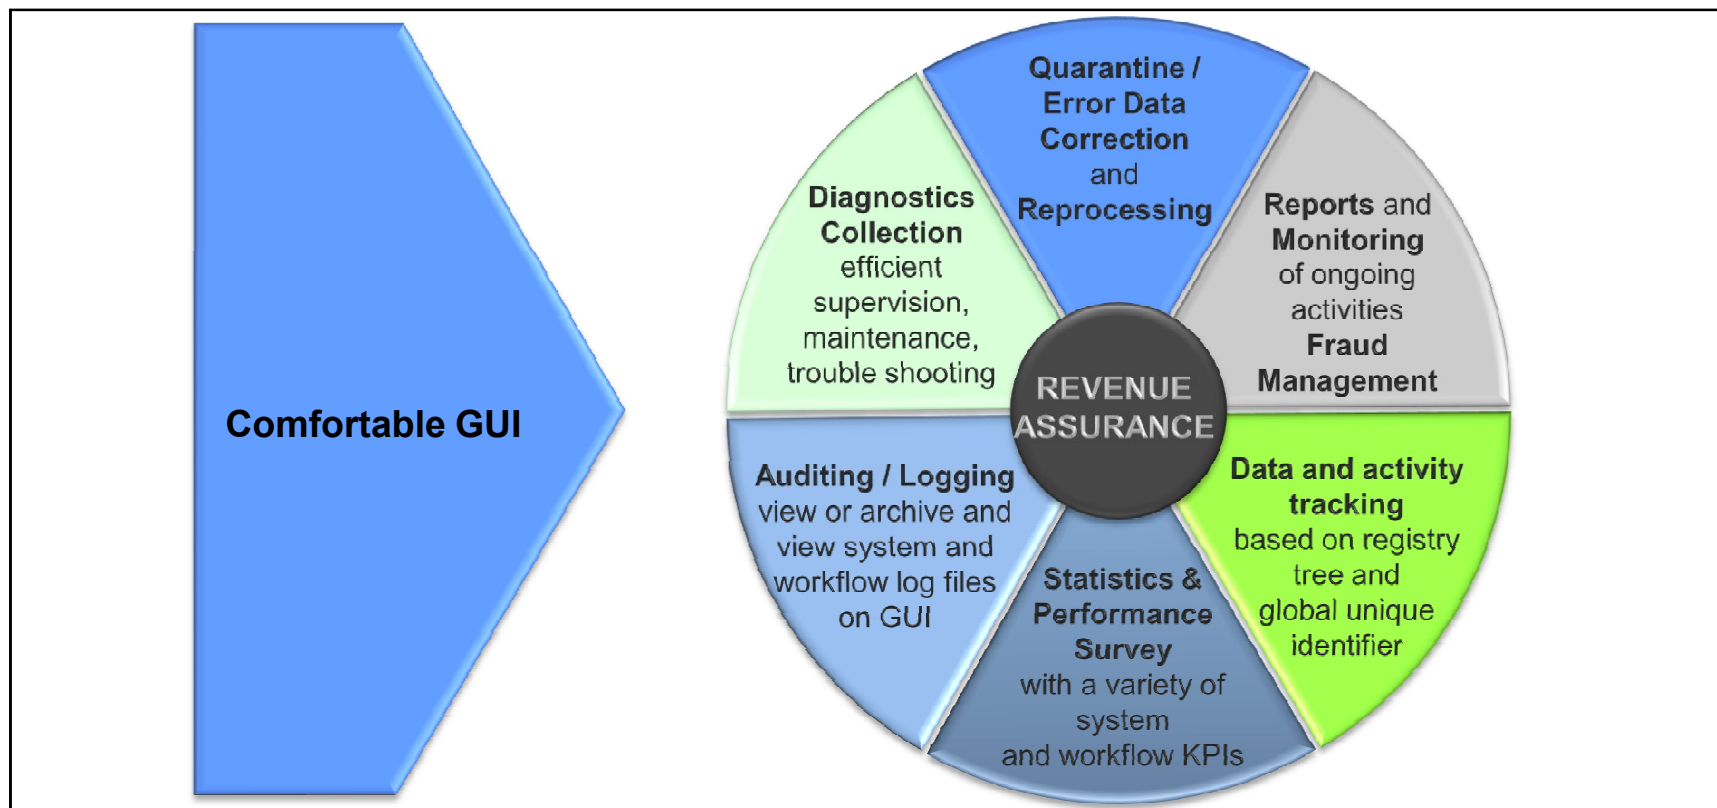 Comfortable GUI
Quarantine /
Error Data
Correction
and
Reprocessing
Reports and
Monitoring
of ongoing
activities
Fraud
Management
Data and activity
tracking
based on registry
tree and
global unique
identifier
Statistics &
Performance
Survey
with a variety of
system
and workflow KPIs
Auditing / Logging
view or archive and
view system and
workflow log files
on GUI
Diagnostics
Collection
efficient
supervision,
maintenance,
trouble shooting
REVENUE
ASSURANCE